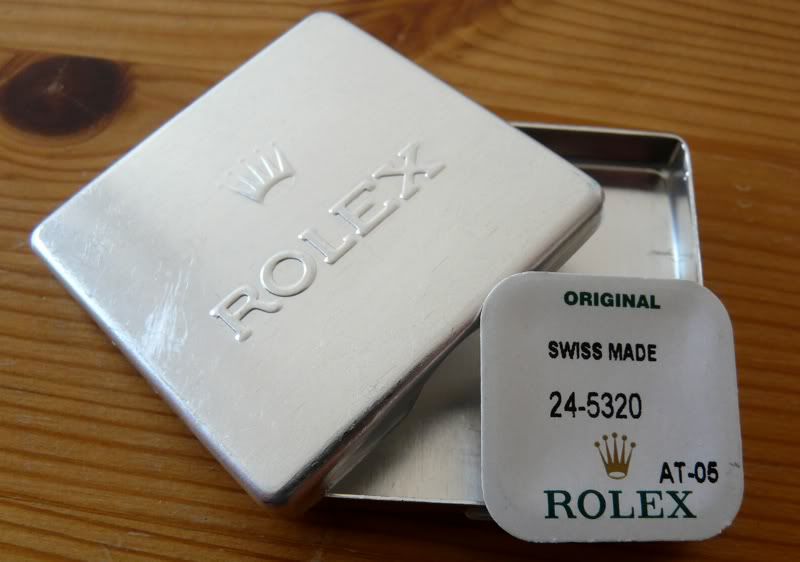 ROLEX
ORIGINAL
SWISS MADE
24-5320
AT-05
ROLEX